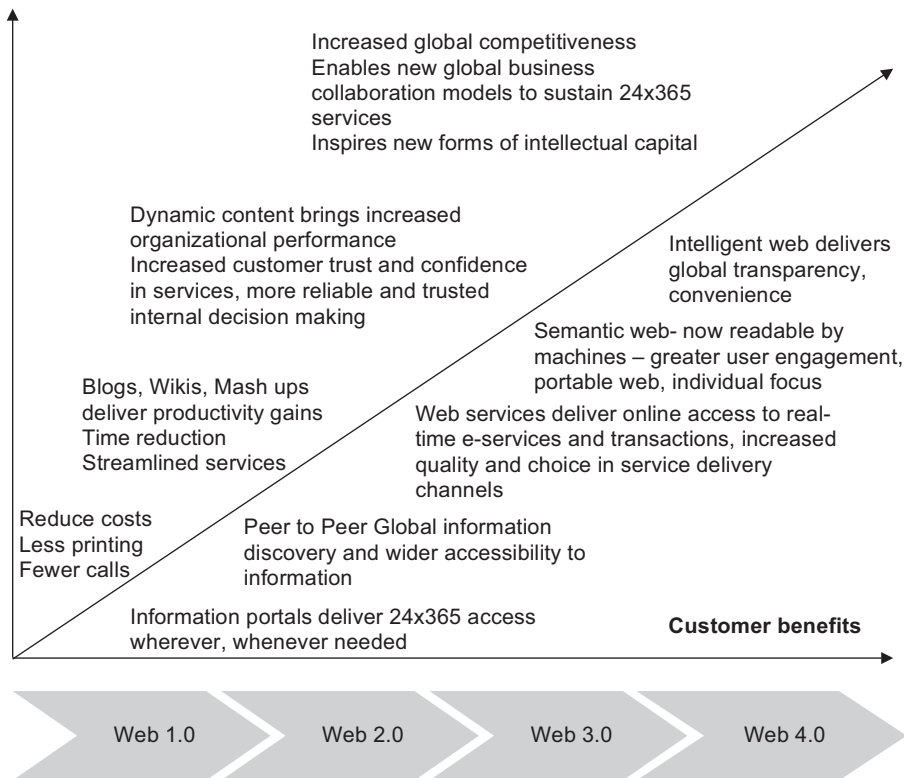 Increased global competitiveness
Enables new global business
collaboration models to sustain 24x365
services
Inspires new forms of intellectual capital
Dynamic content brings increased
organizational performance
Increased customer trust and confidence
in services, more reliable and trusted
internal decision making
Intelligent web delivers
global transparency,
convenience
Semantic web- now readable by
machines – greater user engagement,
portable web, individual focus
Blogs, Wikis, Mash ups
deliver productivity gains
Time reduction
Streamlined services
Web services deliver online access to real-
time e-services and transactions, increased
quality and choice in service delivery
channels
Reduce costs
Less printing
Fewer calls
Peer to Peer Global information
discovery and wider accessibility to
information
Information portals deliver 24x365 access
wherever, whenever needed
Customer benefits
Web 1.0
Web 2.0
Web 3.0
Web 4.0